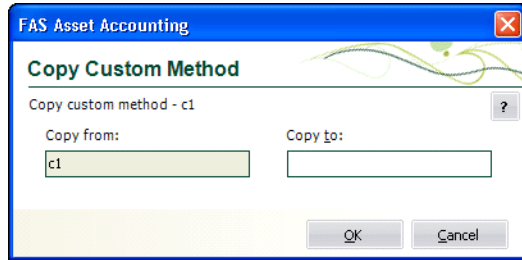 FAS Asset Accounting
Copy Custom Method
Copy custom method - c1
?
Copy from: Copy to:
c1
OK Cancel